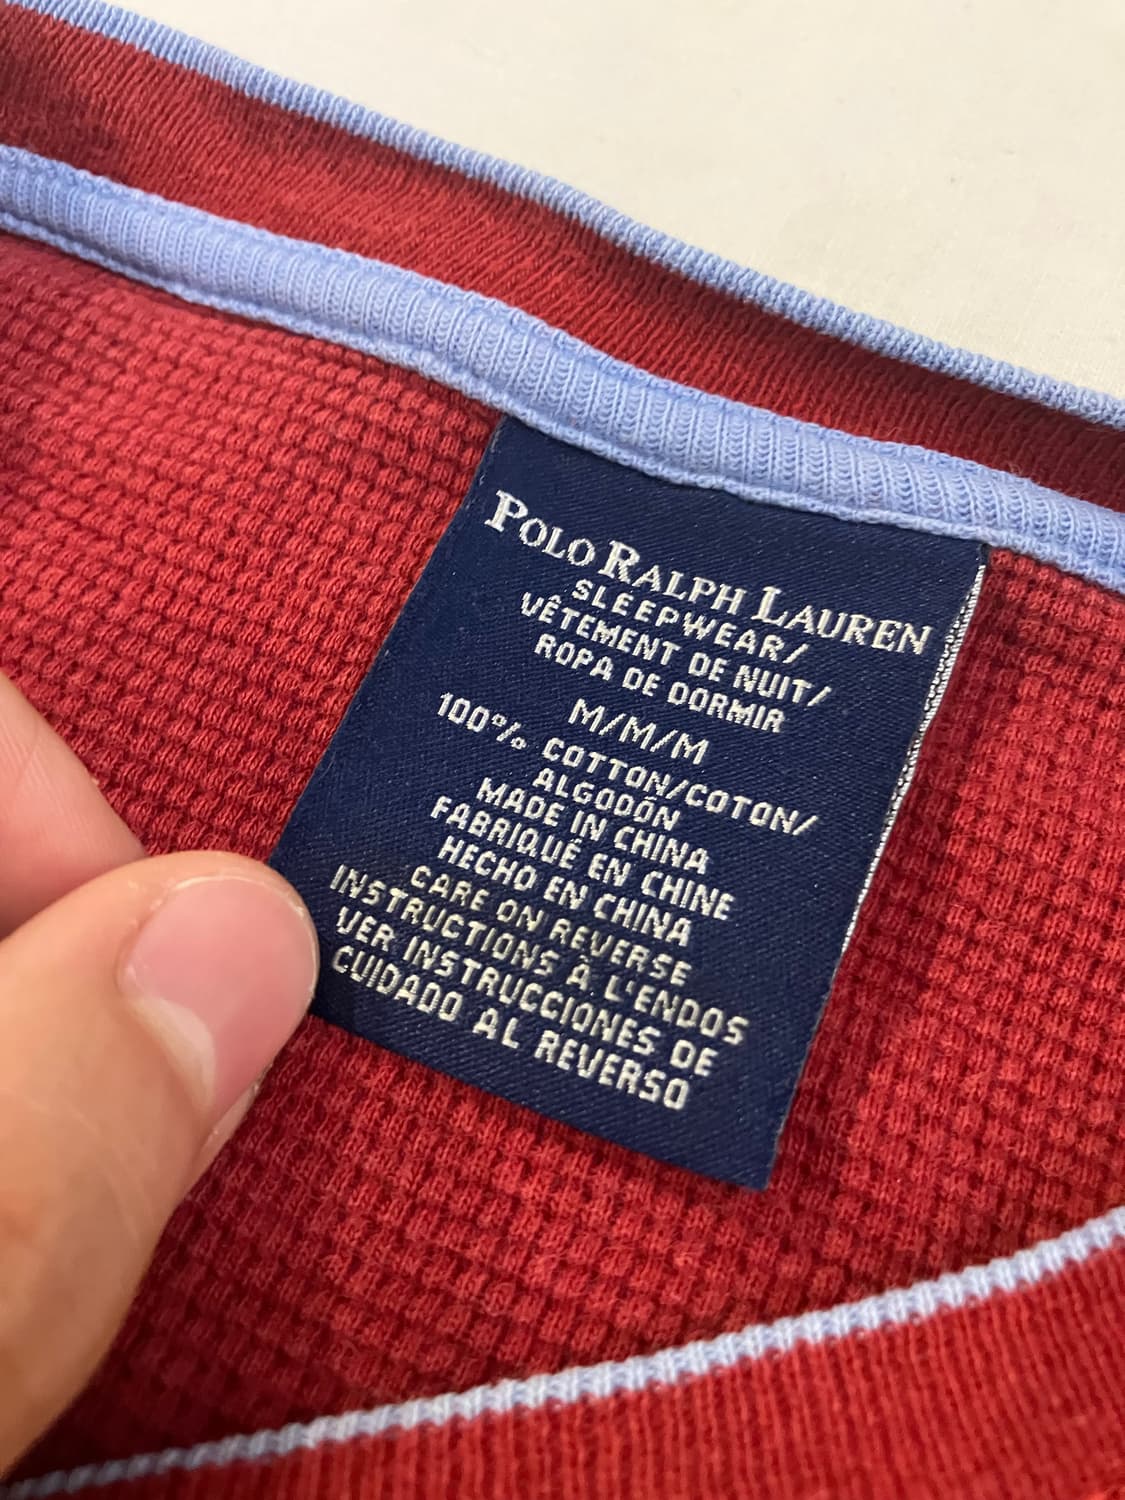 POLO RALPH LAUREN
SLEEPWEAR/
VÊTEMENT DE NUIT/
ROPA DE DORMIR
M/M/M
100% COTTON/COTON/
ALGODÓN
MADE IN CHINA
FABRIQUÉ EN CHINE
HECHO EN CHINA
CARE ON REVERSE
INSTRUCTIONS À L'ENDOS
VER INSTRUCCIONES DE
CUIDADO AL REVERSO